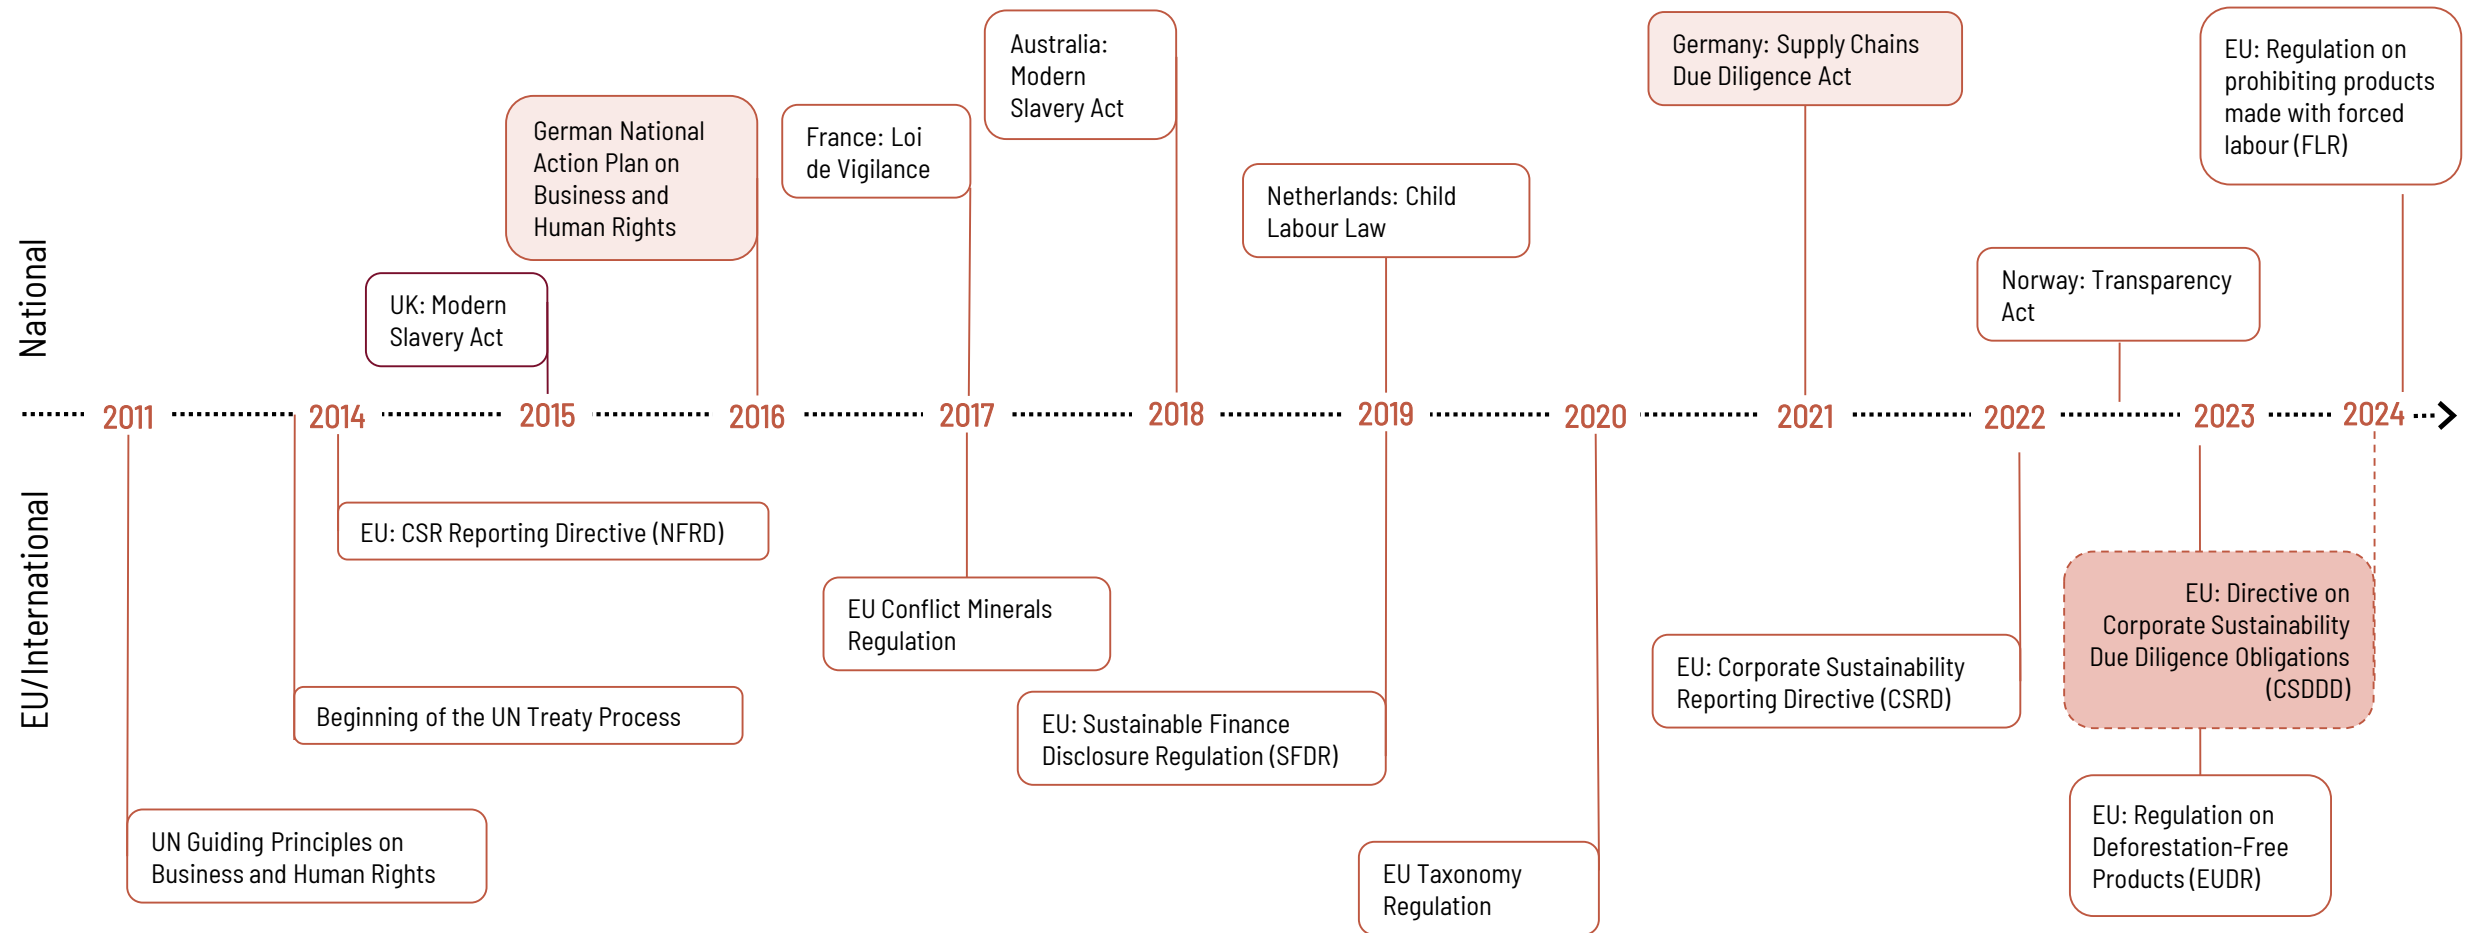 Australia:
Modern
Slavery Act
Germany: Supply Chains
Due Diligence Act
EU: Regulation on
prohibiting products
made with forced
labour (FLR)
German National
Action Plan on
Business and
Human Rights
France: Loi
de Vigilance
Netherlands: Child
Labour Law
National
UK: Modern
Slavery Act
Norway: Transparency
Act
2011
2014
2015
2016
2017
2018
2019
2020
2021
2022
2023
2024
EU/International
EU: CSR Reporting Directive (NFRD)
EU Conflict Minerals
Regulation
EU: Directive on
Corporate Sustainability
Due Diligence Obligations
(CSDDD)
EU: Corporate Sustainability
Reporting Directive (CSRD)
Beginning of the UN Treaty Process
EU: Sustainable Finance
Disclosure Regulation (SFDR)
UN Guiding Principles on
Business and Human Rights
EU Taxonomy
Regulation
EU: Regulation on
Deforestation-Free
Products (EUDR)